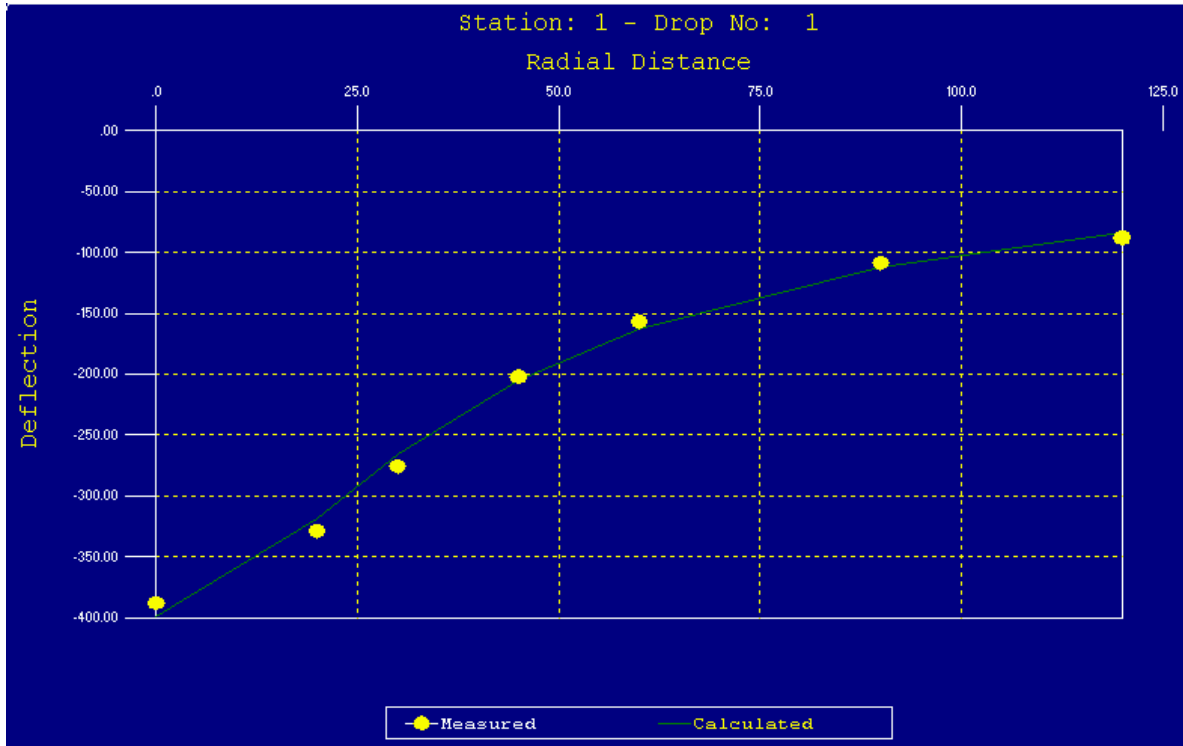 Station: 1 - Drop No: 1
Radial Distance
.0 25.0 50.0 75.0 100.0 125.0
.00
-50.00
-100.00
-150.00
-200.00
-250.00
-300.00
-350.00
-400.00
Deflection
Measured Calculated